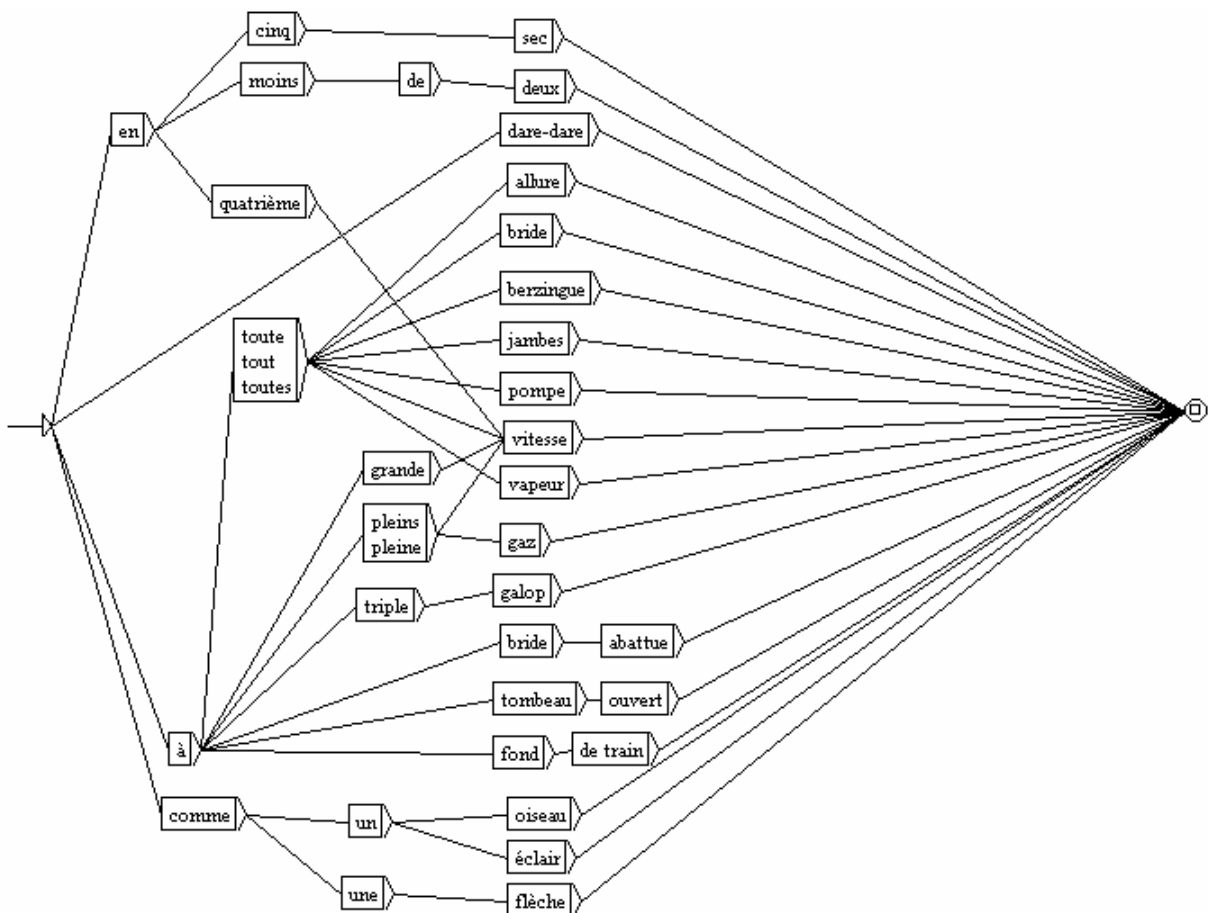 cinq
sec
moins
de
deux
en
dare-dare
allure
quatrième
bride
berzingue
toute
tout
toutes
jambes
pompe
vitesse
grande
vapeur
pleins
pleine
gaz
triple
galop
bride
abattue
tombeau
ouvert
à
fond
de train
comme
un
oiseau
éclair
une
flèche